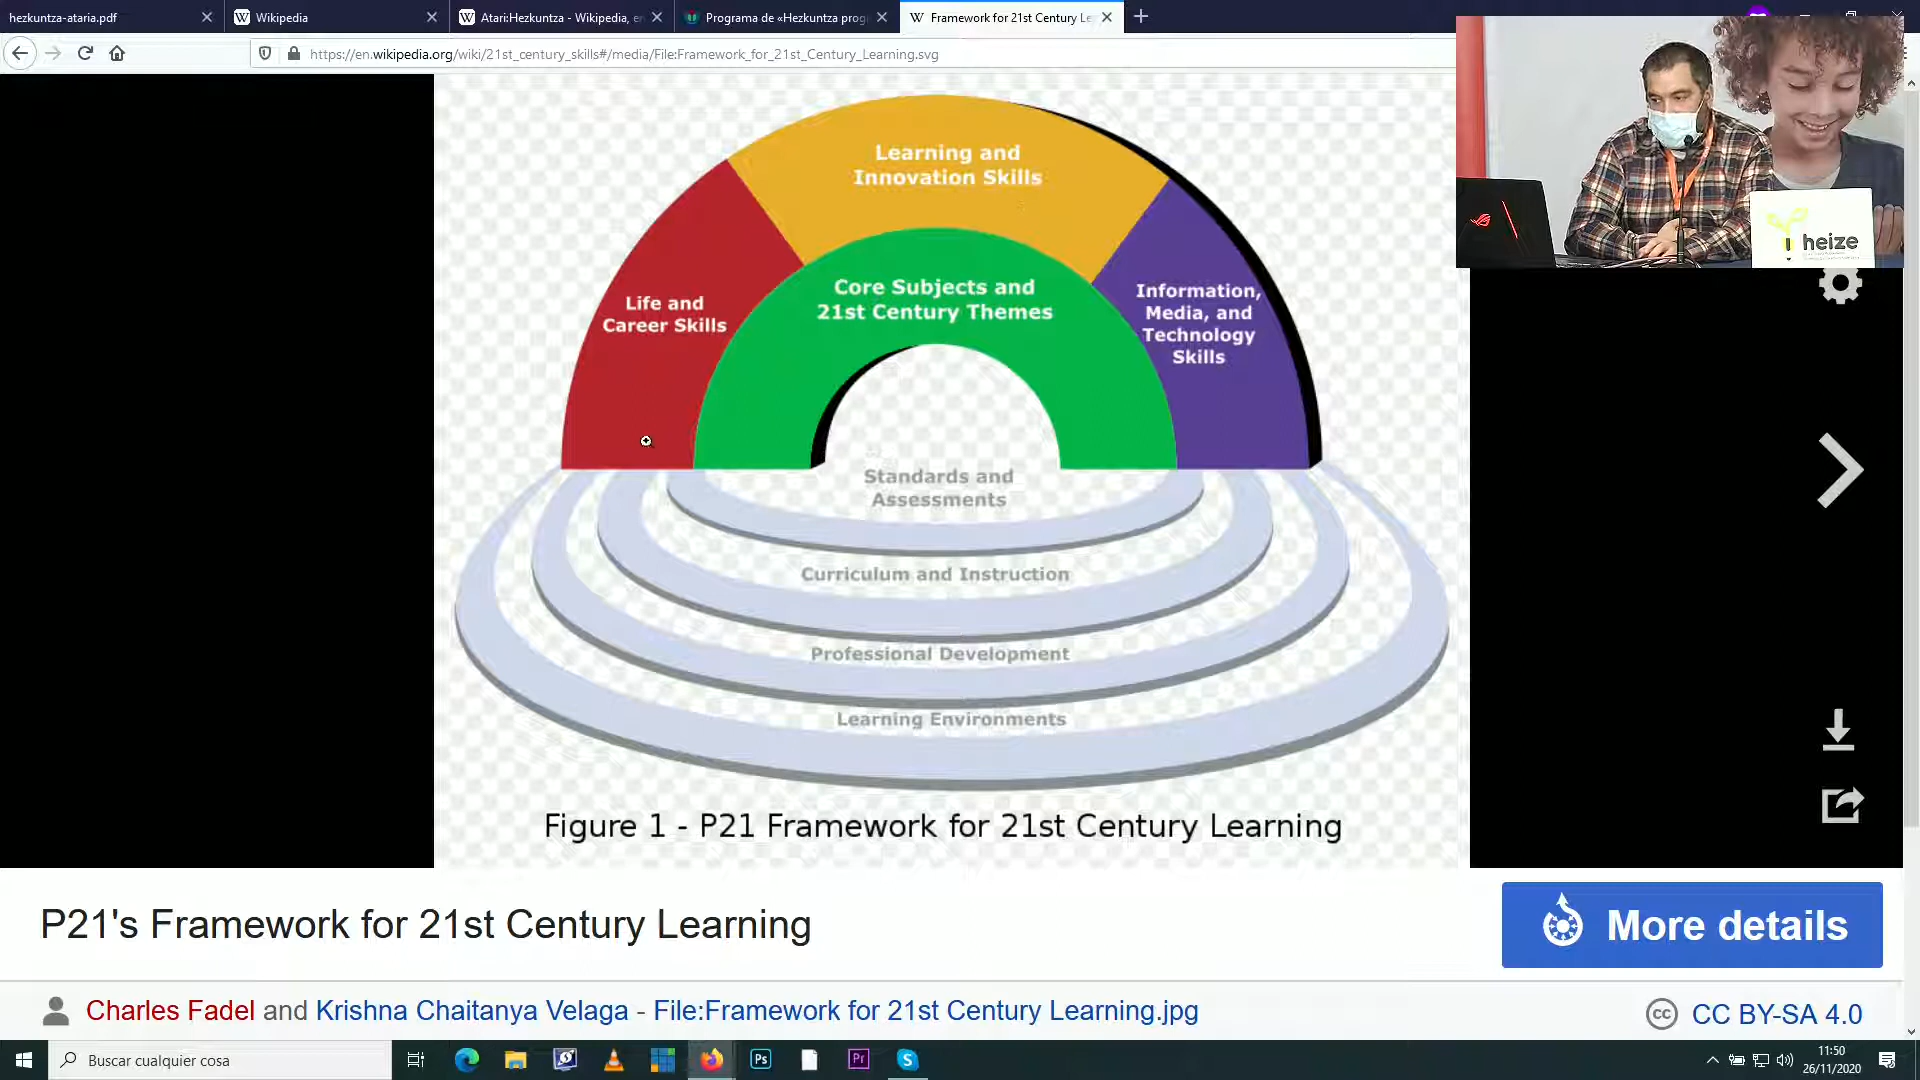 hezkuntza-ataria.pdf
Wikipedia
Atari:Hezkuntza - Wikipedia, e
Programa de «Hezkuntza prog
Framework for 21st Century Le
https://en.wikipedia.org/wiki/21st_century_skills#/media/File:Framework_for_21st_Century_Learning.svg
Learning and
Innovation Skills
Life and
Career Skills
Core Subjects and
21st Century Themes
Information,
Media, and
Technology
Skills
heize
Standards and
Assessments
Curriculum and Instruction
Professional Development
Learning Environments
Figure 1 - P21 Framework for 21st Century Learning
P21's Framework for 21st Century Learning
More details
Charles Fadel and Krishna Chaitanya Velaga - File:Framework for 21st Century Learning.jpg
cc CC BY-SA 4.0
Buscar cualquier cosa
Ps
Pr
11:50
26/11/2020